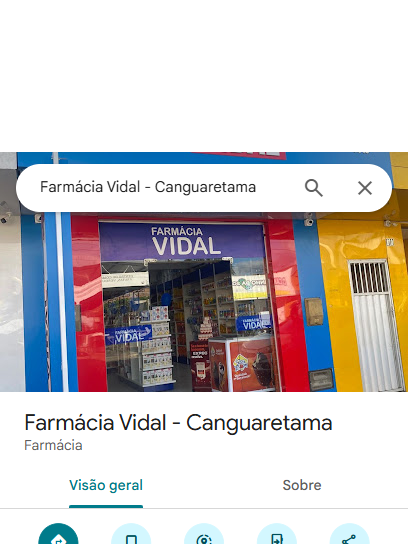 Farmácia Vidal - Canguaretama
FARMÁCIA
VIDAL
FARMÁCIA
VIDAL
FARMÁCIA
VIDAL
Farmácia Vidal - Canguaretama
Farmácia
Visão geral
Sobre